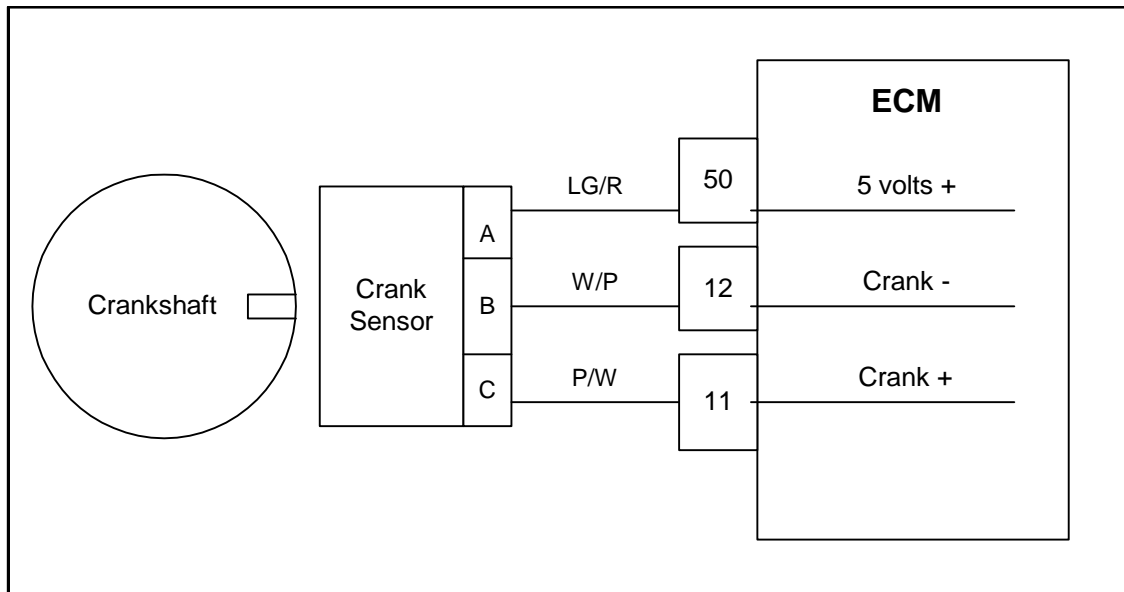 ECM
Crankshaft
Crank
Sensor
A
LG/R
50
5 volts +
B
W/P
12
Crank -
C
P/W
11
Crank +